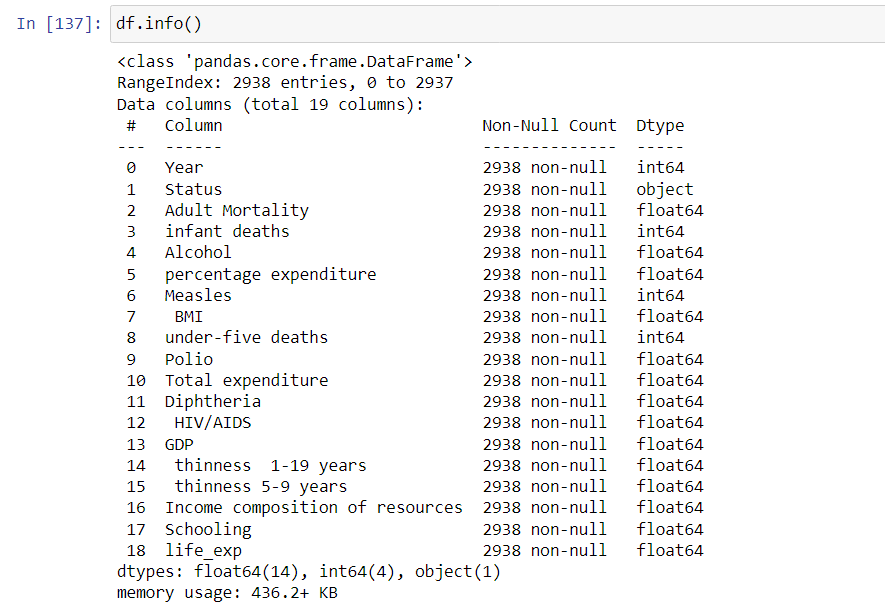 In [137]: df.info()
<class 'pandas.core.frame.DataFrame'>
RangeIndex: 2938 entries, 0 to 2937
Data columns (total 19 columns):
 #   Column                           Non-Null Count  Dtype
---  ------                           --------------  -----
 0   Year                             2938 non-null   int64
 1   Status                           2938 non-null   object
 2   Adult Mortality                  2938 non-null   float64
 3   infant deaths                    2938 non-null   int64
 4   Alcohol                          2938 non-null   float64
 5   percentage expenditure           2938 non-null   float64
 6   Measles                          2938 non-null   int64
 7    BMI                             2938 non-null   float64
 8   under-five deaths                2938 non-null   int64
 9   Polio                            2938 non-null   float64
 10  Total expenditure                2938 non-null   float64
 11  Diphtheria                       2938 non-null   float64
 12   HIV/AIDS                        2938 non-null   float64
 13  GDP                              2938 non-null   float64
 14   thinness  1-19 years            2938 non-null   float64
 15   thinness 5-9 years              2938 non-null   float64
 16  Income composition of resources  2938 non-null   float64
 17  Schooling                        2938 non-null   float64
 18  life_exp                         2938 non-null   float64
dtypes: float64(14), int64(4), object(1)
memory usage: 436.2+ KB